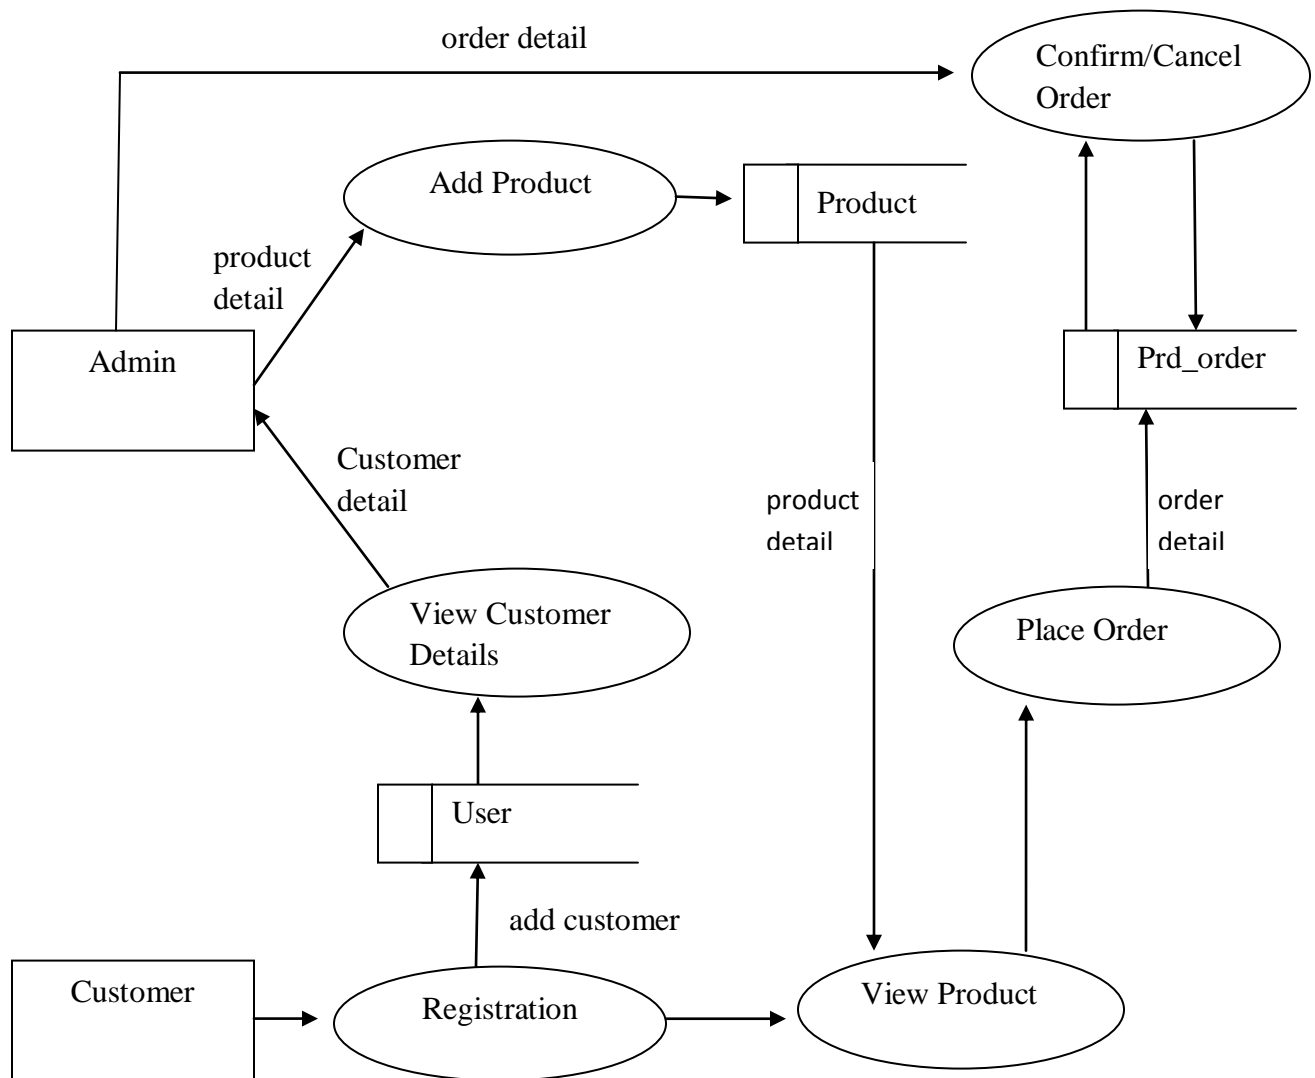 order detail
Confirm/Cancel
Order
Add Product
Product
product
detail
Admin
Prd_order
Customer
detail
product
detail
order
detail
View Customer
Details
Place Order
User
add customer
Customer
Registration
View Product